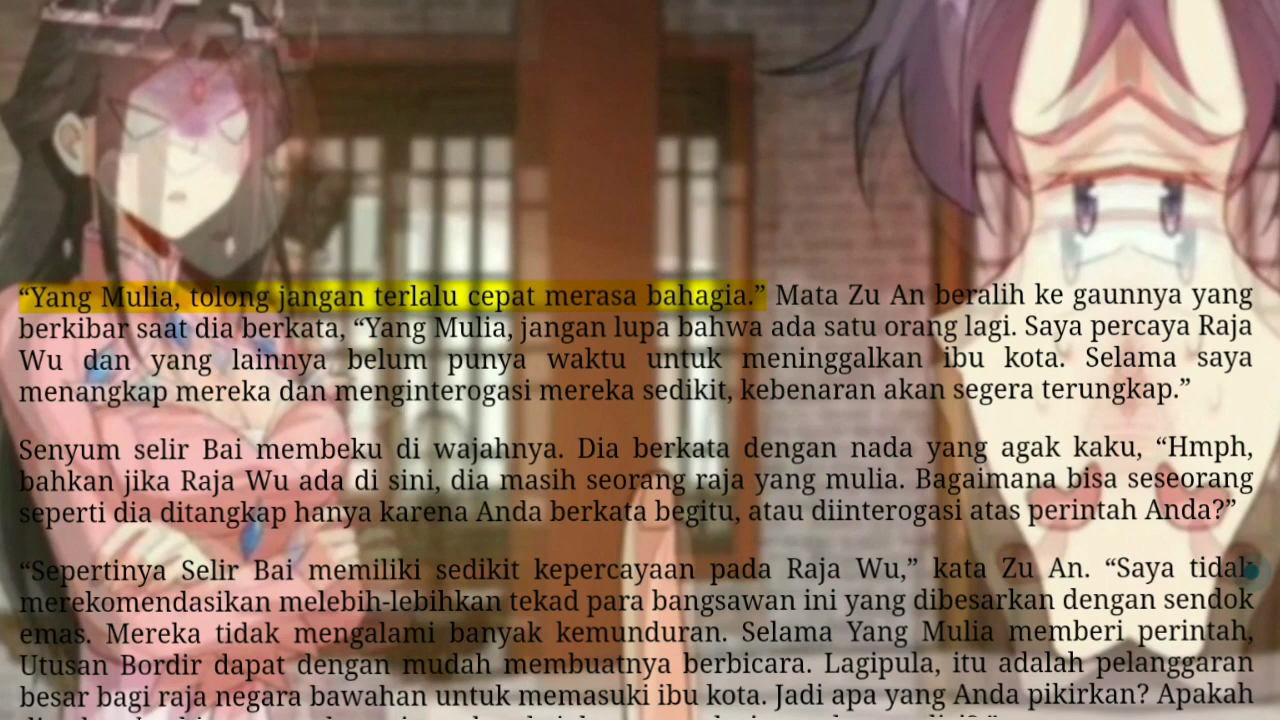 “Yang Mulia, tolong jangan terlalu cepat merasa bahagia.” Mata Zu An beralih ke gaunnya yang
berkibar saat dia berkata, “Yang Mulia, jangan lupa bahwa ada satu orang lagi. Saya percaya Raja
Wu dan yang lainnya belum punya waktu untuk meninggalkan ibu kota. Selama saya
menangkap mereka dan menginterogasi mereka sedikit, kebenaran akan segera terungkap.”
Senyum selir Bai membeku di wajahnya. Dia berkata dengan nada yang agak kaku, “Hmph,
bahkan jika Raja Wu ada di sini, dia masih seorang raja yang mulia. Bagaimana bisa seseorang
seperti dia ditangkap hanya karena Anda berkata begitu, atau diinterogasi atas perintah Anda?”
“Sepertinya Selir Bai memiliki sedikit kepercayaan pada Raja Wu,” kata Zu An. “Saya tidak
merekomendasikan melebih-lebihkan tekad para bangsawan ini yang dibesarkan dengan sendok
emas. Mereka tidak mengalami banyak kemunduran. Selama Yang Mulia memberi perintah,
Utusan Bordir dapat dengan mudah membuatnya berbicara. Lagipula, itu adalah pelanggaran
besar bagi raja negara bawahan untuk memasuki ibu kota. Jadi apa yang Anda pikirkan? Apakah